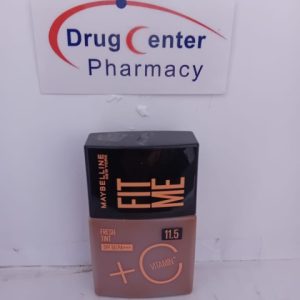 Drug Center
Pharmacy
MAYBELLINE
NEW YORK
FIT
ME
FRESH
TINT
11.5
+C
VITAMIN C